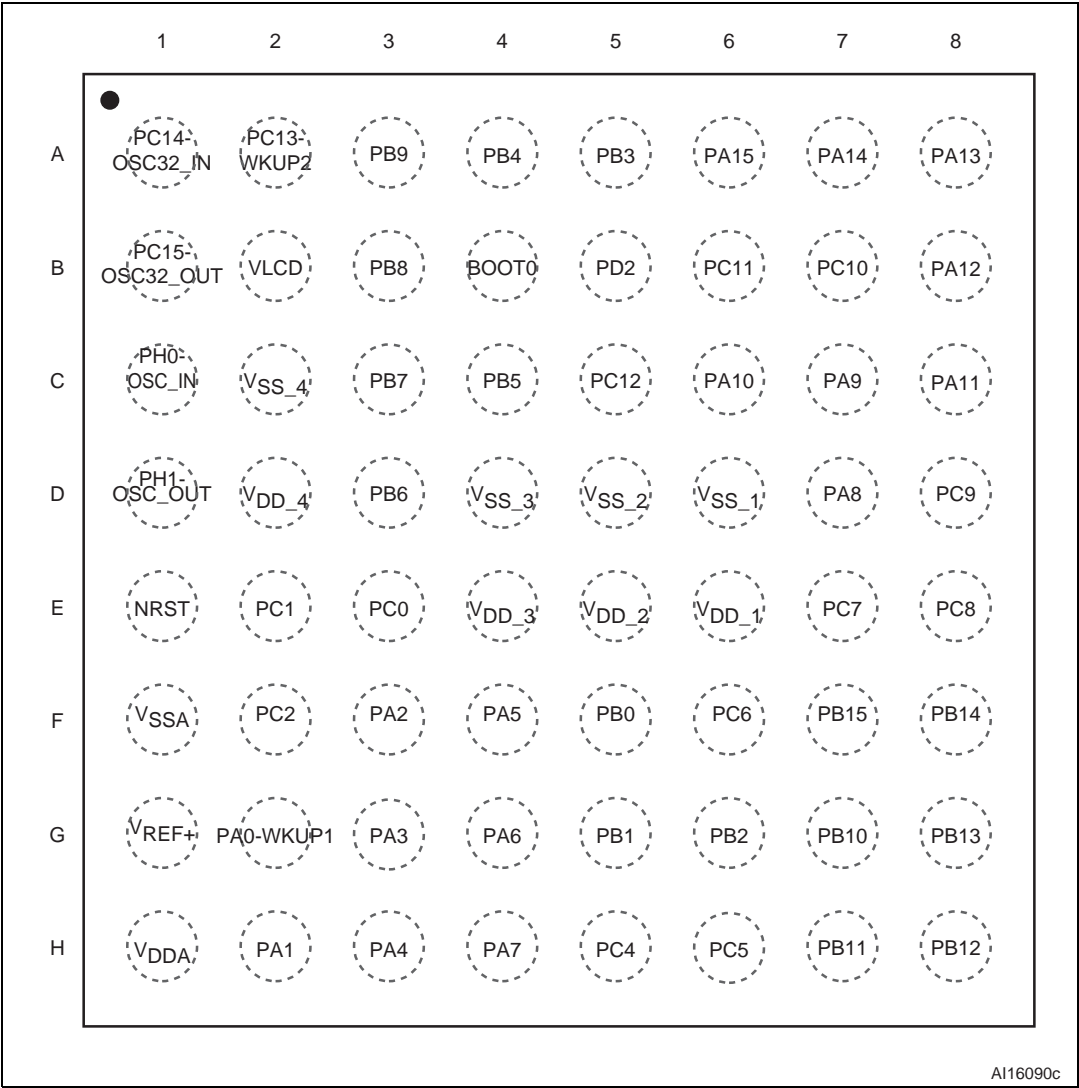 1 2 3 4 5 6 7 8
A PC14-OSC32_IN PC13-WKUP2 PB9 PB4 PB3 PA15 PA14 PA13
B PC15-OSC32_OUT VLCD PB8 BOOT0 PD2 PC11 PC10 PA12
C PH0-OSC_IN VSS_4 PB7 PB5 PC12 PA10 PA9 PA11
D PH1-OSC_OUT VDD_4 PB6 VSS_3 VSS_2 VSS_1 PA8 PC9
E NRST PC1 PC0 VDD_3 VDD_2 VDD_1 PC7 PC8
F VSSA PC2 PA2 PA5 PB0 PC6 PB15 PB14
G VREF+ PA0-WKUP1 PA3 PA6 PB1 PB2 PB10 PB13
H VDDA PA1 PA4 PA7 PC4 PC5 PB11 PB12
AI16090c